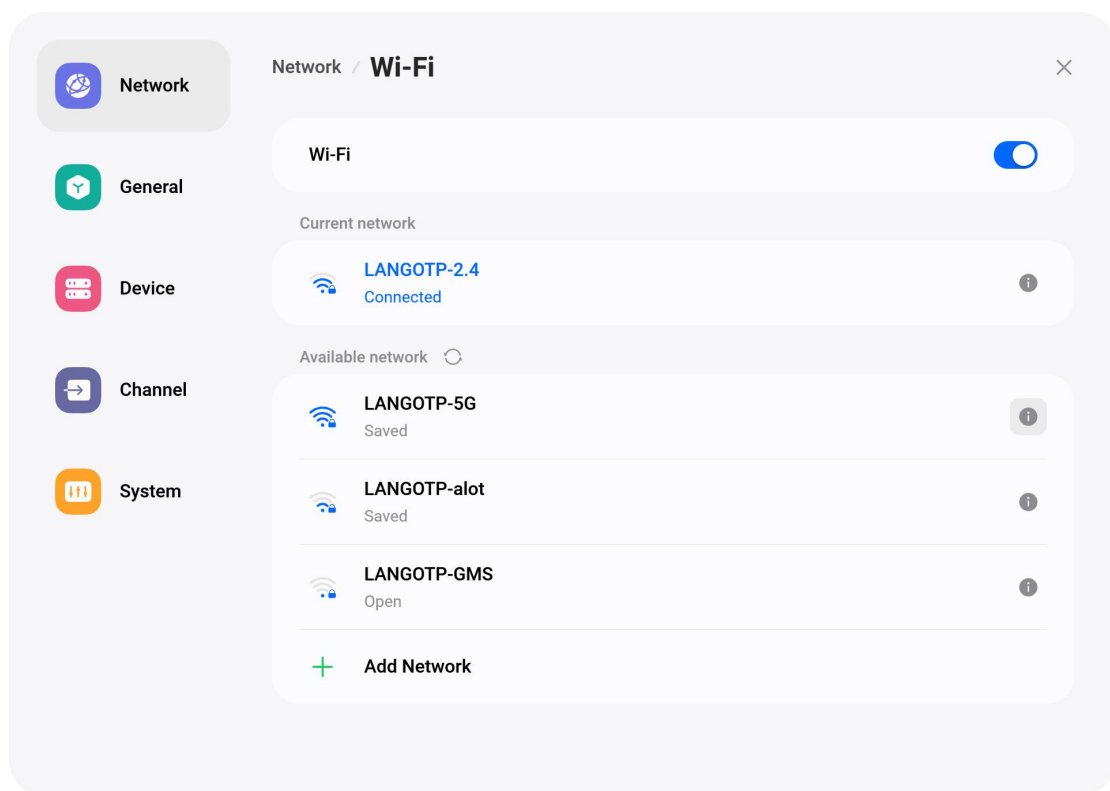 Network
General
Device
Channel
System
Network / Wi-Fi
Wi-Fi
Current network
LANGOTP-2.4
Connected
Available network
LANGOTP-5G
Saved
LANGOTP-alot
Saved
LANGOTP-GMS
Open
Add Network